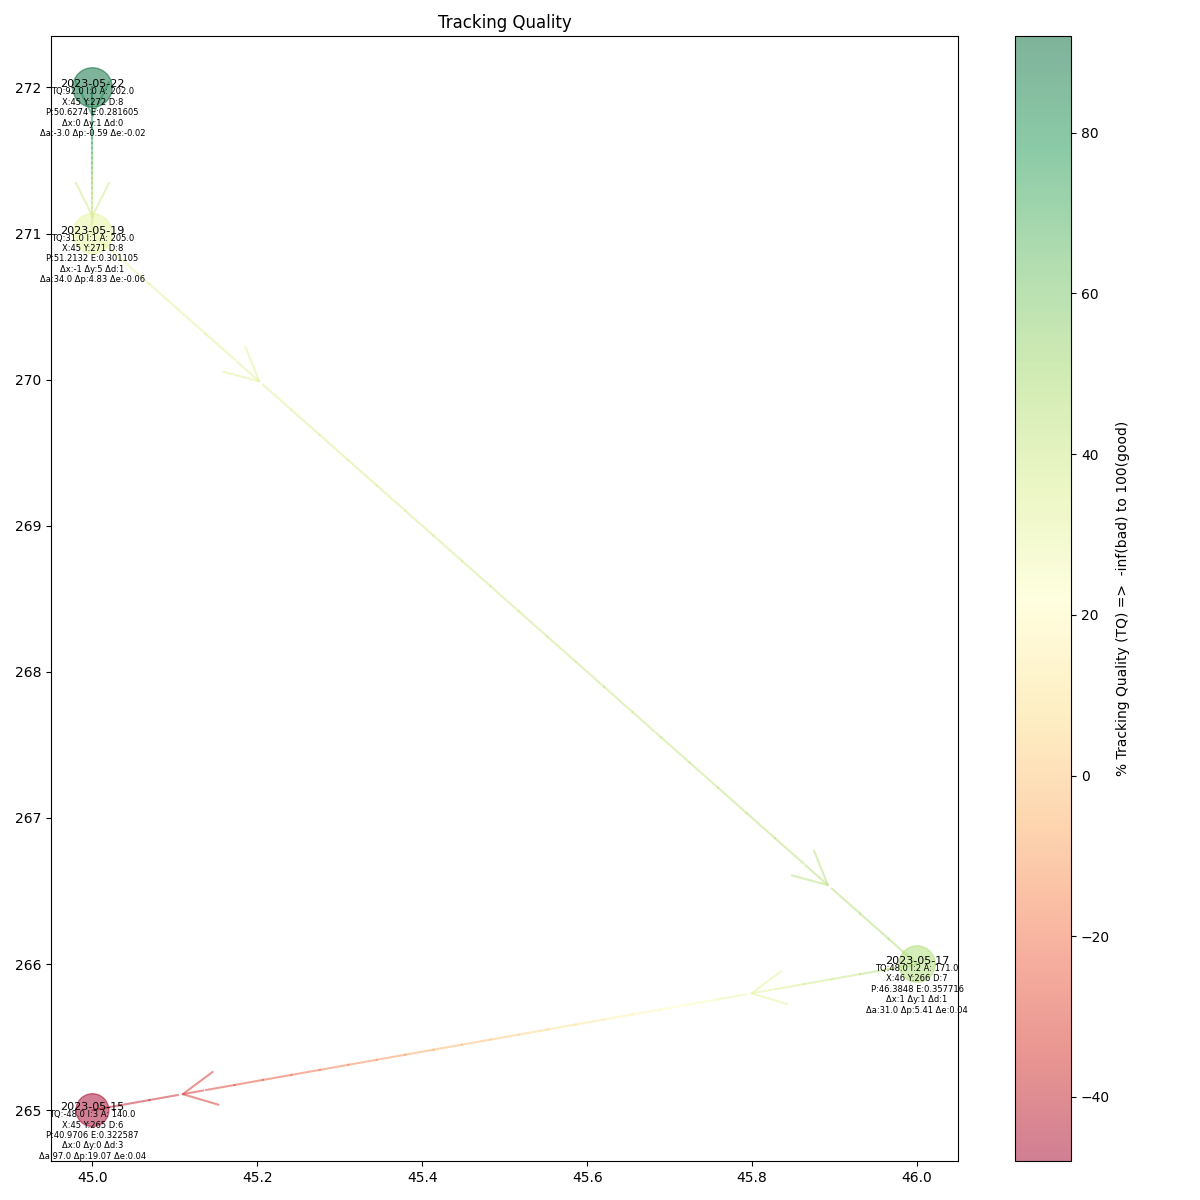 Tracking Quality
272
271
270
269
268
267
266
265
2023-05-22
TQ:92.0 I:0 A: 202.0
X:45 Y:272 D:8
P:50.6274 E:0.281605
Δx:0 Δy:1 Δd:0
Δa:-3.0 Δp:-0.59 Δe:-0.02
2023-05-19
TQ:31.0 I:1 A: 205.0
X:45 Y:271 D:8
P:51.2132 E:0.301105
Δx:-1 Δy:5 Δd:1
Δa:34.0 Δp:4.83 Δe:-0.06
2023-05-17
TQ:48.0 I:2 A: 171.0
X:46 Y:266 D:7
P:46.3848 E:0.357716
Δx:1 Δy:1 Δd:1
Δa:31.0 Δp:5.41 Δe:0.04
2023-05-15
TQ:-48.0 I:3 A: 140.0
X:45 Y:265 D:6
P:40.9706 E:0.322587
Δx:0 Δy:0 Δd:3
Δa:97.0 Δp:19.07 Δe:0.04
45.0 45.2 45.4 45.6 45.8 46.0
80
60
40
20
0
−20
−40
% Tracking Quality (TQ) => -inf(bad) to 100(good)